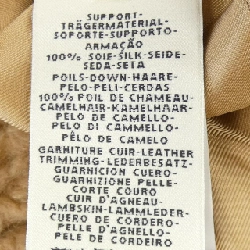 SUPPORT-
TRÄGERMATERIAL-
SOPORTE-SUPPORTO-
ARMAÇÃO
100% SOIE-SILK-SEIDE-
SEDA-SETA
POILS-DOWN-HAARE-
PELO-PELI-CERDAS
100% POIL DE CHAMEAU-
CAMELHAIR-KAMELHAAR-
PELO DE CAMELLO-
PELO DI CAMMELLO-
PÊLO DE CAMELO
GARNITURE CUIR-LEATHER
TRIMMING-LEDERBESATZ-
GUARNICION CUERO-
GUARNIZIONE PELLE-
CORTE COURO
CUIR D'AGNEAU-
LAMBSKIN-LAMMLEDER-
CUERO DE CORDERO-
PELLE D'AGNELLO-
PELE DE CORDEIRO